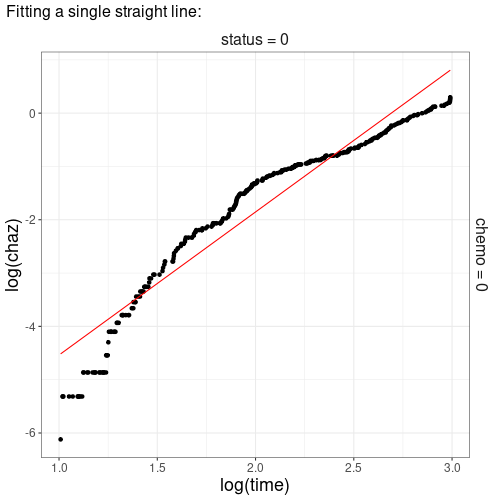 Fitting a single straight line:
status = 0
log(chaz)
0
-2
-4
-6
chemo = 0
1.0 1.5 2.0 2.5 3.0
log(time)